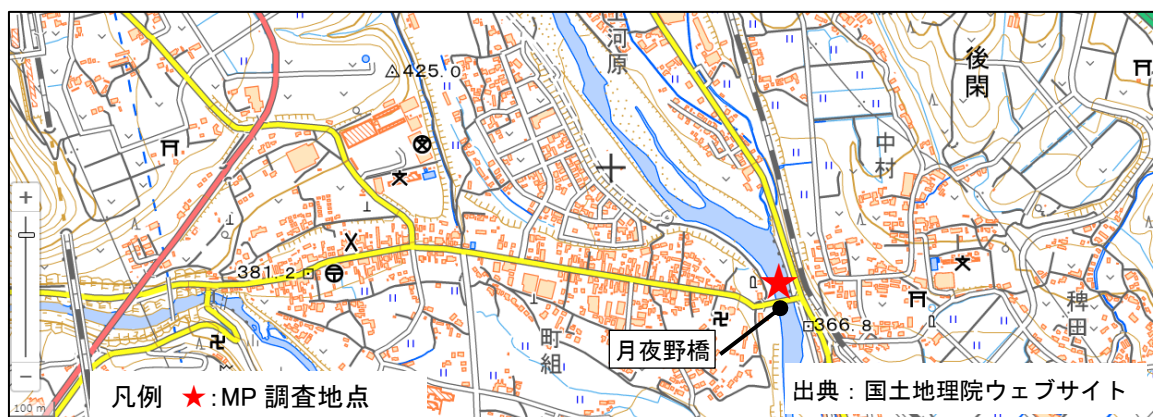 河原
425.0
後閑
中村
381.2
366.8
稗田
町組
月夜野橋
100 m
凡例 ★:MP 調査地点
出典：国土地理院ウェブサイト